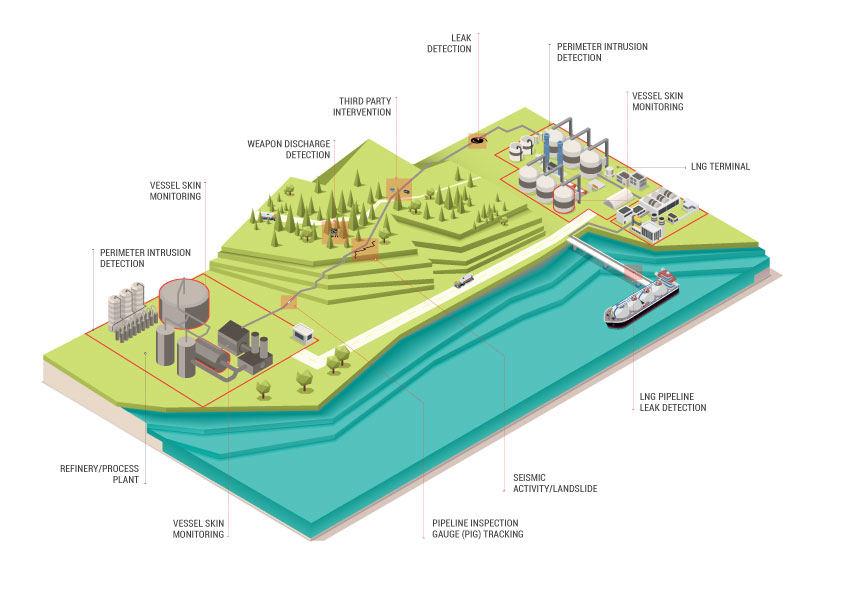 LEAK
DETECTION
PERIMETER INTRUSION
DETECTION
THIRD PARTY
INTERVENTION
VESSEL SKIN
MONITORING
WEAPON DISCHARGE
DETECTION
LNG TERMINAL
VESSEL SKIN
MONITORING
PERIMETER INTRUSION
DETECTION
LNG PIPELINE
LEAK DETECTION
REFINERY/PROCESS
PLANT
SEISMIC
ACTIVITY/LANDSLIDE
VESSEL SKIN
MONITORING
PIPELINE INSPECTION
GAUGE (PIG) TRACKING